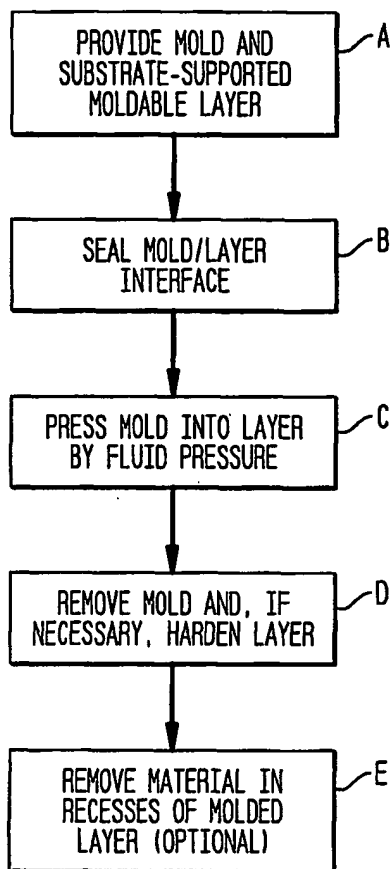 PROVIDE MOLD AND
SUBSTRATE-SUPPORTED
MOLDABLE LAYER
A
SEAL MOLD/LAYER
INTERFACE
B
PRESS MOLD INTO LAYER
BY FLUID PRESSURE
C
REMOVE MOLD AND, IF
NECESSARY, HARDEN LAYER
D
REMOVE MATERIAL IN
RECESSES OF MOLDED
LAYER (OPTIONAL)
E